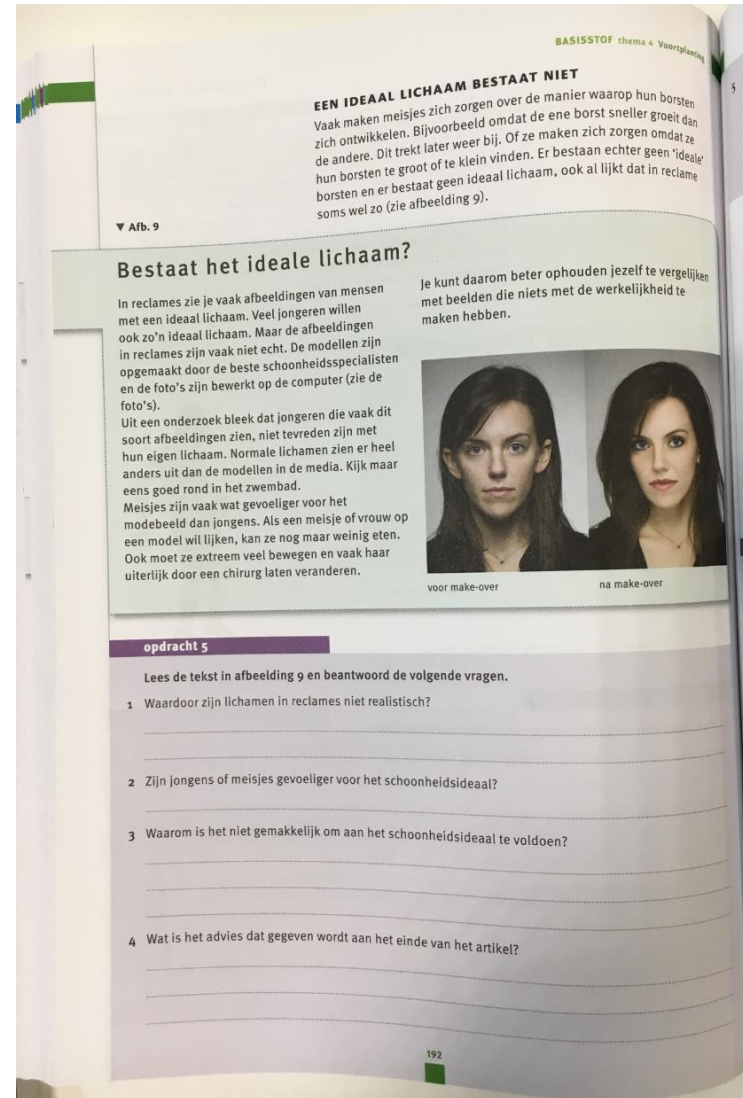 BASISSTOF thema 4 Voortplanting
EEN IDEAAL LICHAAM BESTAAT NIET
Vaak maken meisjes zich zorgen over de manier waarop hun borsten
zich ontwikkelen. Bijvoorbeeld omdat de ene borst sneller groeit dan
de andere. Dit trekt later weer bij. Of ze maken zich zorgen omdat ze
hun borsten te groot of te klein vinden. Er bestaan echter geen ‘ideale’
borsten en er bestaat geen ideaal lichaam, ook al lijkt dat in reclame
soms wel zo (zie afbeelding 9).
▼ Afb. 9
Bestaat het ideale lichaam?
In reclames zie je vaak afbeeldingen van mensen
met een ideaal lichaam. Veel jongeren willen
ook zo’n ideaal lichaam. Maar de afbeeldingen
in reclames zijn vaak niet echt. De modellen zijn
opgemaakt door de beste schoonheidsspecialisten
en de foto’s zijn bewerkt op de computer (zie de
foto’s).
Uit een onderzoek bleek dat jongeren die vaak dit
soort afbeeldingen zien, niet tevreden zijn met
hun eigen lichaam. Normale lichamen zien er heel
anders uit dan de modellen in de media. Kijk maar
eens goed rond in het zwembad.
Meisjes zijn vaak wat gevoeliger voor het
modebeeld dan jongens. Als een meisje of vrouw op
een model wil lijken, kan ze nog maar weinig eten.
Ook moet ze extreem veel bewegen en vaak haar
uiterlijk door een chirurg laten veranderen.
Je kunt daarom beter ophouden jezelf te vergelijken
met beelden die niets met de werkelijkheid te
maken hebben.
voor make-over
na make-over
opdracht 5
Lees de tekst in afbeelding 9 en beantwoord de volgende vragen.
1 Waardoor zijn lichamen in reclames niet realistisch?
2 Zijn jongens of meisjes gevoeliger voor het schoonheidsideaal?
3 Waarom is het niet gemakkelijk om aan het schoonheidsideaal te voldoen?
4 Wat is het advies dat gegeven wordt aan het einde van het artikel?
192
5